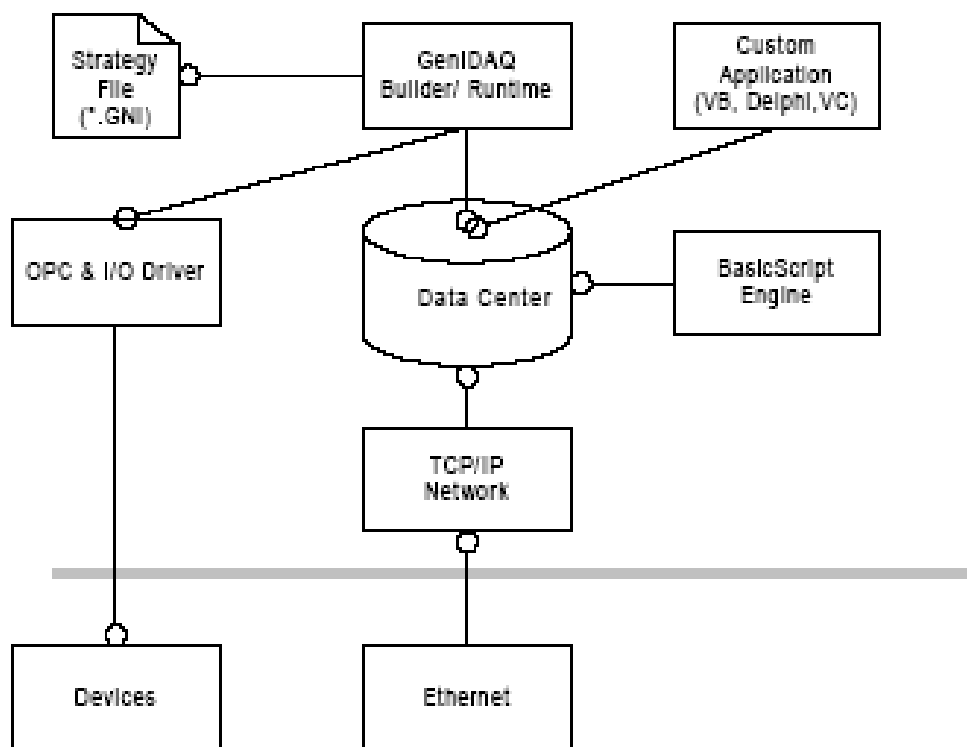 Strategy
File
(*.GNI)
GeniDAQ
Builder/ Runtime
Custom
Application
(VB, Delphi,VC)
OPC & I/O Driver
Data Center
BasicScript
Engine
TCP/IP
Network
Devices
Ethernet